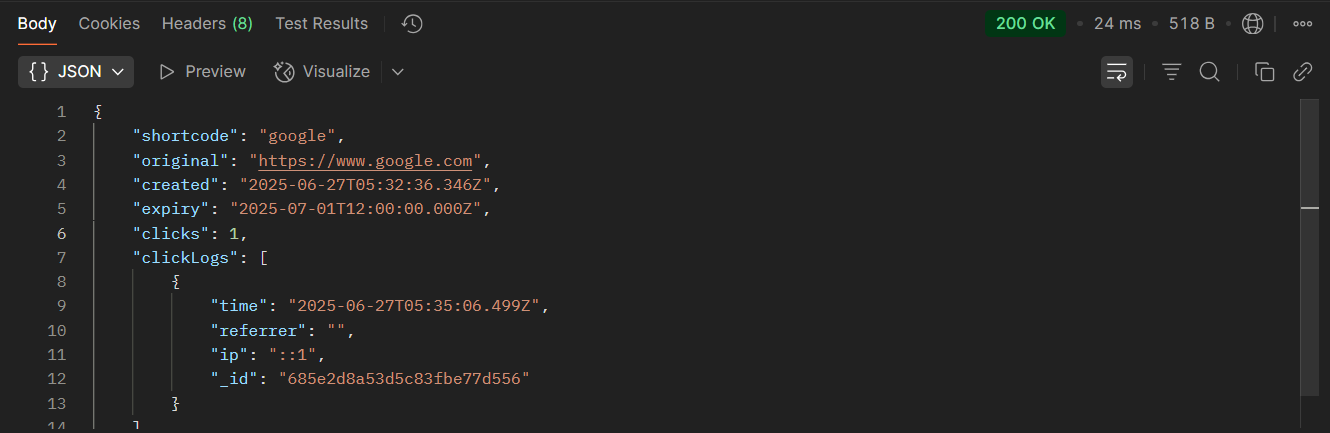 Body Cookies Headers (8) Test Results 200 OK • 24 ms • 518 B •
{} JSON Preview Visualize
1 {
2 "shortcode": "google",
3 "original": "https://www.google.com",
4 "created": "2025-06-27T05:32:36.346Z",
5 "expiry": "2025-07-01T12:00:00.000Z",
6 "clicks": 1,
7 "clickLogs": [
8 {
9 "time": "2025-06-27T05:35:06.499Z",
10 "referrer": "",
11 "ip": "::1",
12 "_id": "685e2d8a53d5c83fbe77d556"
13 }
14 ]